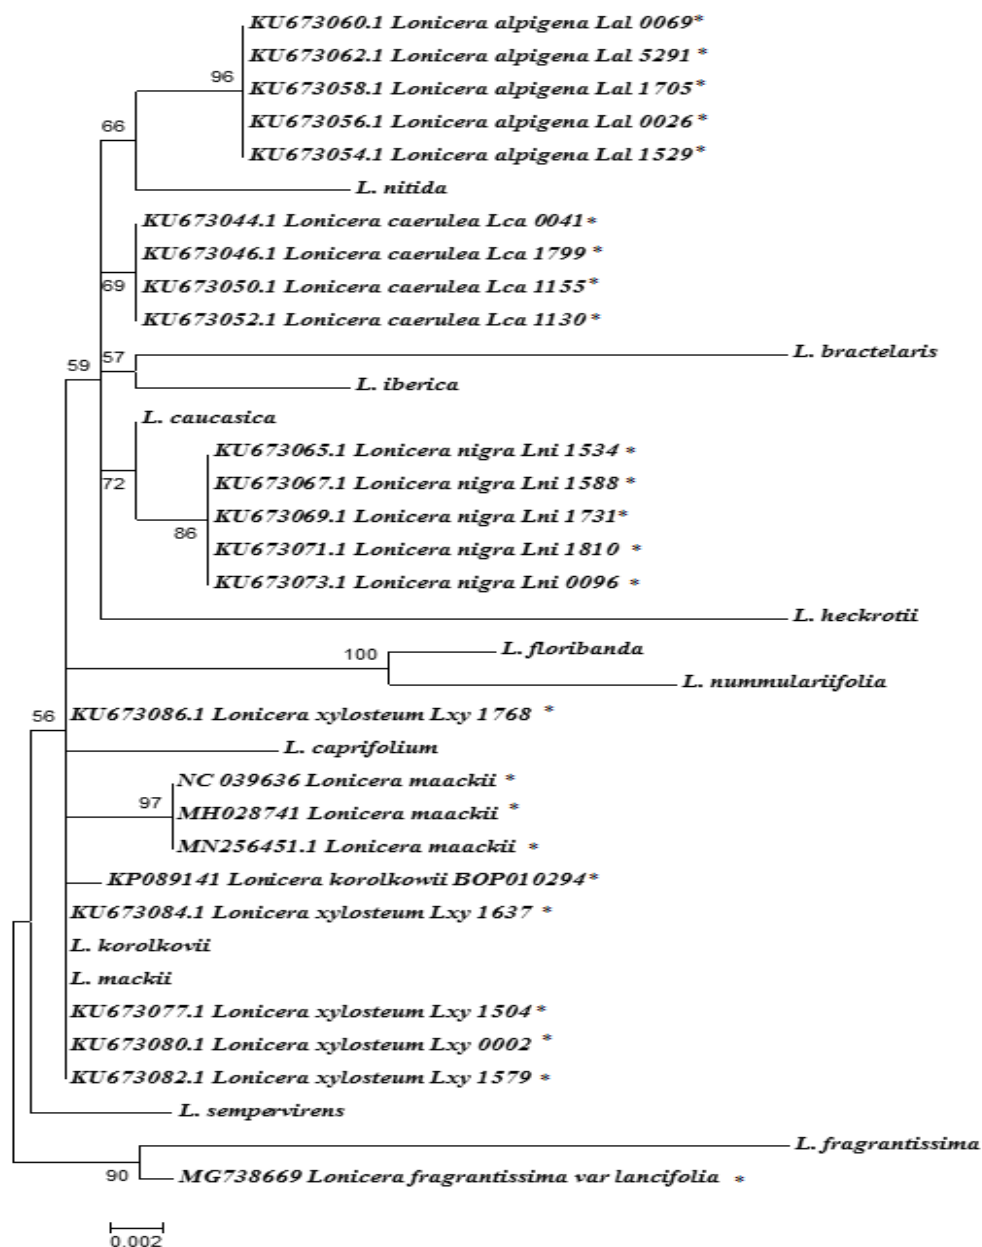 KU673060.1 Lonicera alpigena Lal 0069*
KU673062.1 Lonicera alpigena Lal 5291 *
96
KU673058.1 Lonicera alpigena Lal 1705*
KU673056.1 Lonicera alpigena Lal 0026*
66
KU673054.1 Lonicera alpigena Lal 1529*
L. nitida
KU673044.1 Lonicera caerulea Lca 0041*
KU673046.1 Lonicera caerulea Lca 1799 *
69
KU673050.1 Lonicera caerulea Lca 1155*
KU673052.1 Lonicera caerulea Lca 1130 *
59
57
L. bractelaris
L. iberica
L. caucasica
KU673065.1 Lonicera nigra Lni 1534 *
72
KU673067.1 Lonicera nigra Lni 1588 *
KU673069.1 Lonicera nigra Lni 1731*
86
KU673071.1 Lonicera nigra Lni 1810 *
KU673073.1 Lonicera nigra Lni 0096 *
L. heckrotii
100
L. floribanda
L. nummulariifolia
56
KU673086.1 Lonicera xylosteum Lxy 1768 *
L. caprifolium
NC 039636 Lonicera maackii *
97
MH028741 Lonicera maackii *
MN256451.1 Lonicera maackii *
KP089141 Lonicera korolkowii BOP010294*
KU673084.1 Lonicera xylosteum Lxy 1637 *
L. korolkovii
L. mackii
KU673077.1 Lonicera xylosteum Lxy 1504 *
KU673080.1 Lonicera xylosteum Lxy 0002 *
KU673082.1 Lonicera xylosteum Lxy 1579 *
L. sempervirens
L. fragrantissima
90
MG738669 Lonicera fragrantissima var lancifolia *
0.002